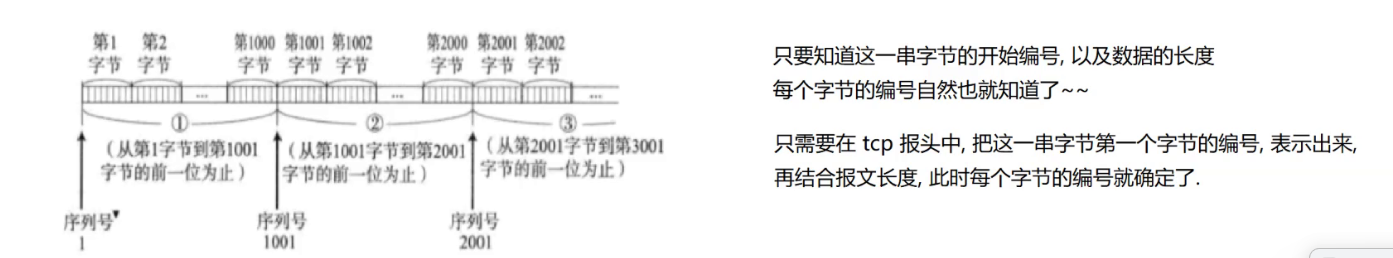 第1 第2 第1000 第1001 第1002 第2000 第2001 第2002
字节 字节 字节 字节 字节 字节 字节 字节
... ... ...
① ② ③
（从第1字节到第1001
字节的前一位为止）
（从第1001字节到第2001
字节的前一位为止）
（从第2001字节到第3001
字节的前一位为止）
序列号 序列号 序列号
1 1001 2001
只要知道这一串字节的开始编号, 以及数据的长度
每个字节的编号自然也就知道了~~
只需要在 tcp 报头中, 把这一串字节第一个字节的编号, 表示出来,
再结合报文长度, 此时每个字节的编号就确定了.